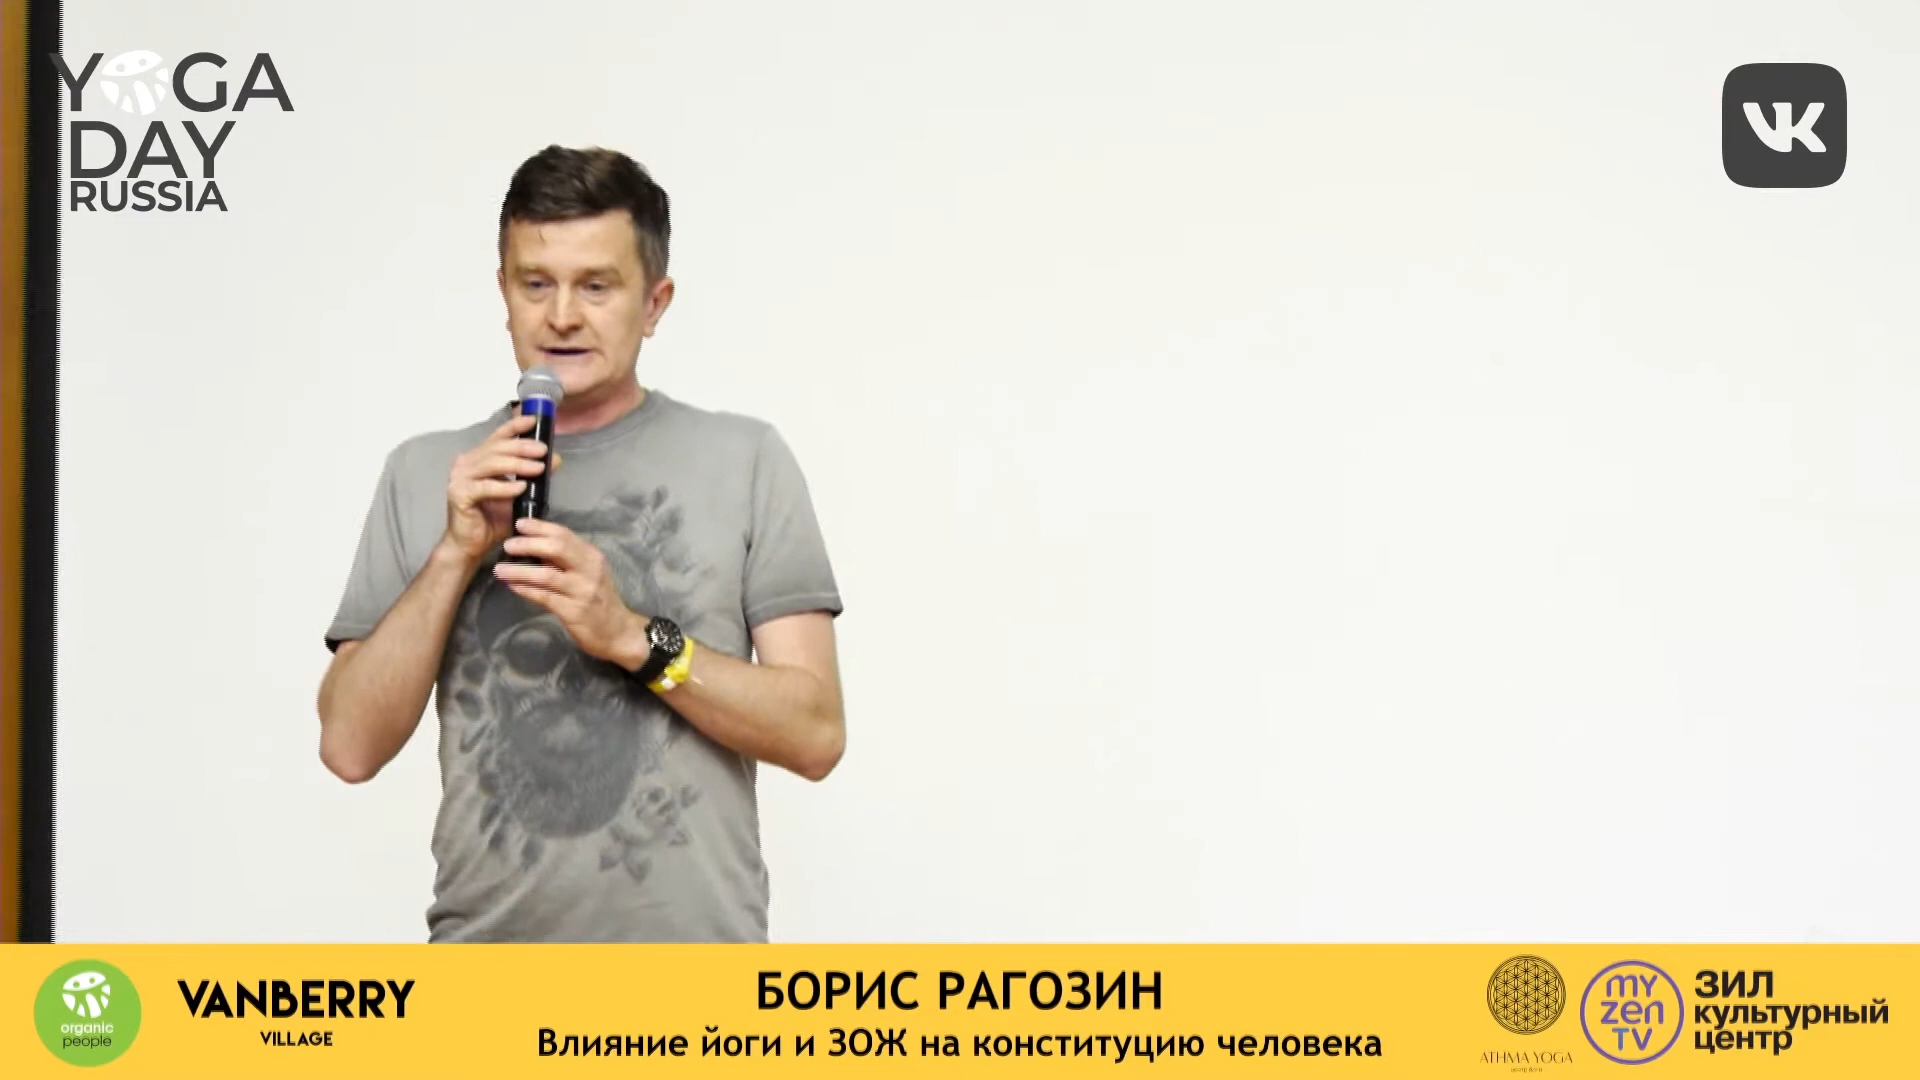 YOGA
DAY
RUSSIA
VK
organic
people
VANBERRY
VILLAGE
БОРИС РАГОЗИН
Влияние йоги и ЗОЖ на конституцию человека
ATHMA YOGA
my
zen
TV
ЗИЛ
культурный
центр